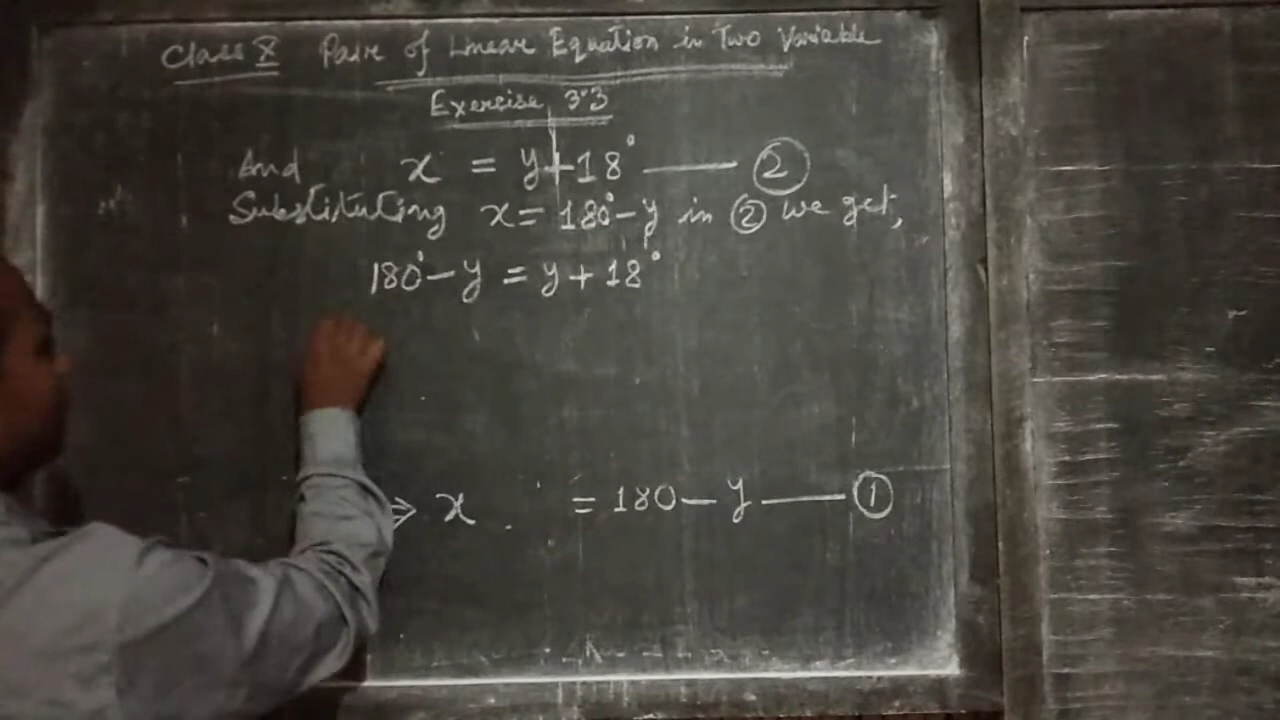 Class X Pair of Linear Equation in Two Variable
Exercise 3.3
And x = y+18° —— ②
Substituting x = 180° - y in ② we get,
180° - y = y + 18°
⇒ x = 180 - y —— ①